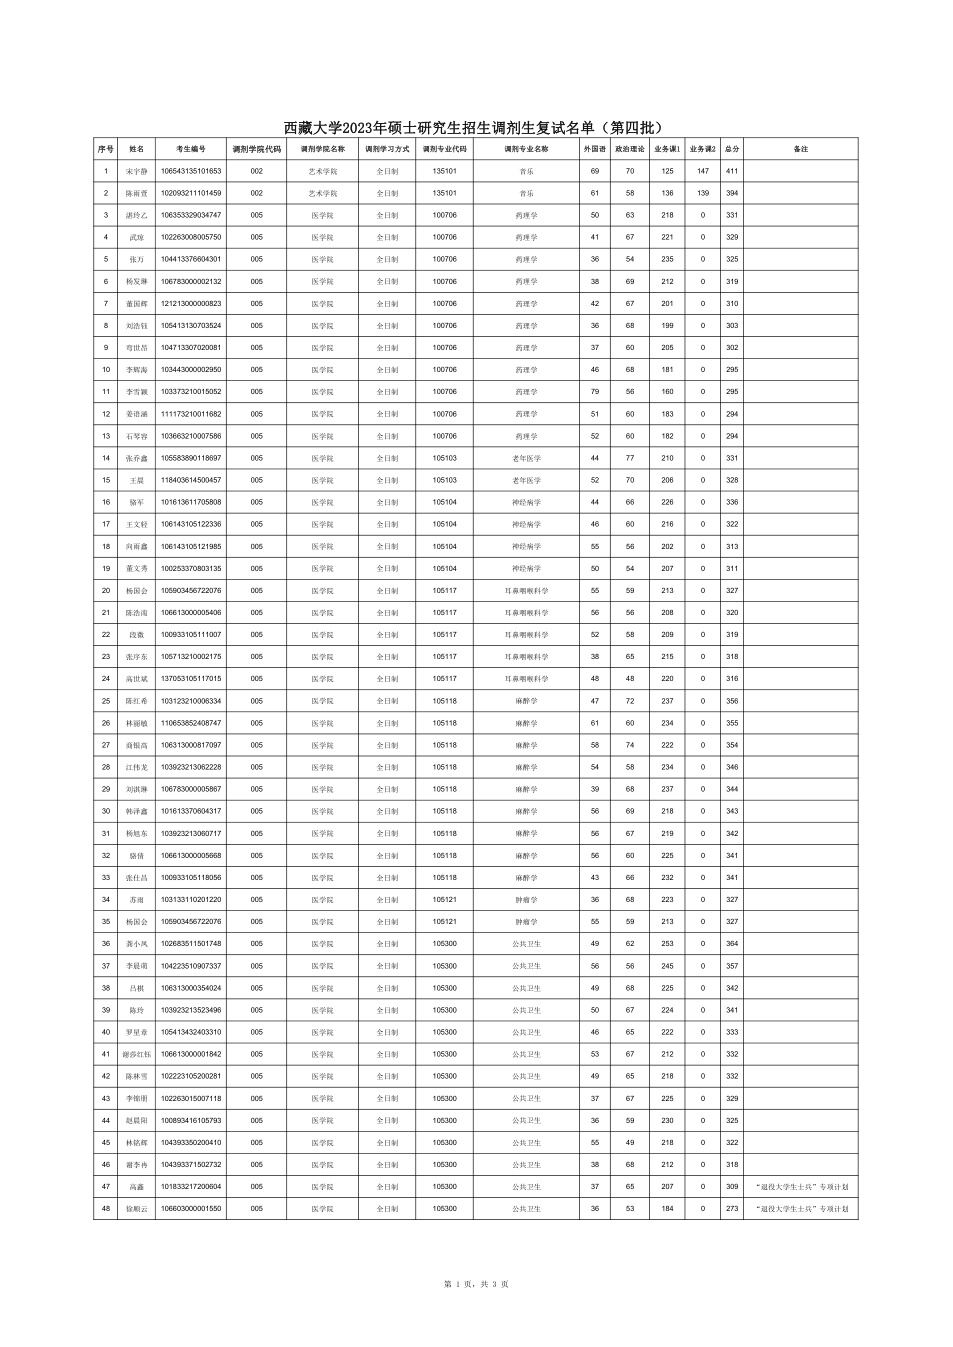 西藏大学2023年硕士研究生招生调剂生复试名单（第四批）
序号 姓名 考生编号 调剂学院代码 调剂学院名称 调剂学习方式 调剂专业代码 调剂专业名称 外国语 政治理论 业务课1 业务课2 总分 备注
1 宋宇静 106543135101653 002 艺术学院 全日制 135101 音乐 69 70 125 147 411
2 陈雨萱 102093211101459 002 艺术学院 全日制 135101 音乐 61 58 136 139 394
3 湛玲乙 106353329034747 005 医学院 全日制 100706 药理学 50 63 218 0 331
4 武琼 102263008005750 005 医学院 全日制 100706 药理学 41 67 221 0 329
5 张万 104413376604301 005 医学院 全日制 100706 药理学 36 54 235 0 325
6 杨发琳 106783000002132 005 医学院 全日制 100706 药理学 38 69 212 0 319
7 董国辉 121213000000823 005 医学院 全日制 100706 药理学 42 67 201 0 310
8 刘浩钰 105413130703524 005 医学院 全日制 100706 药理学 36 68 199 0 303
9 弯世昂 104713307020081 005 医学院 全日制 100706 药理学 37 60 205 0 302
10 李辉海 103443000002950 005 医学院 全日制 100706 药理学 46 68 181 0 295
11 李雪颖 103373210015052 005 医学院 全日制 100706 药理学 79 56 160 0 295
12 姜语涵 111173210011682 005 医学院 全日制 100706 药理学 51 60 183 0 294
13 石琴容 103663210007586 005 医学院 全日制 100706 药理学 52 60 182 0 294
14 张乔鑫 105583890118697 005 医学院 全日制 105103 老年医学 44 77 210 0 331
15 王晨 118403614500457 005 医学院 全日制 105103 老年医学 52 70 206 0 328
16 骆军 101613611705808 005 医学院 全日制 105104 神经病学 44 66 226 0 336
17 王文轻 106143105122336 005 医学院 全日制 105104 神经病学 46 60 216 0 322
18 向雨鑫 106143105121985 005 医学院 全日制 105104 神经病学 55 56 202 0 313
19 董文秀 100253370803135 005 医学院 全日制 105104 神经病学 50 54 207 0 311
20 杨国会 105903456722076 005 医学院 全日制 105117 耳鼻咽喉科学 55 59 213 0 327
21 陈浩南 106613000005406 005 医学院 全日制 105117 耳鼻咽喉科学 56 56 208 0 320
22 段微 100933105111007 005 医学院 全日制 105117 耳鼻咽喉科学 52 58 209 0 319
23 张序东 105713210002175 005 医学院 全日制 105117 耳鼻咽喉科学 38 65 215 0 318
24 高世斌 137053105117015 005 医学院 全日制 105117 耳鼻咽喉科学 48 48 220 0 316
25 陈红希 103123210006334 005 医学院 全日制 105118 麻醉学 47 72 237 0 356
26 林丽敏 110653852408747 005 医学院 全日制 105118 麻醉学 61 60 234 0 355
27 商银高 106313000817097 005 医学院 全日制 105118 麻醉学 58 74 222 0 354
28 江伟龙 103923213062228 005 医学院 全日制 105118 麻醉学 54 58 234 0 346
29 刘淇琳 106783000005867 005 医学院 全日制 105118 麻醉学 39 68 237 0 344
30 韩泽鑫 101613370604317 005 医学院 全日制 105118 麻醉学 56 69 218 0 343
31 杨旭东 103923213060717 005 医学院 全日制 105118 麻醉学 56 67 219 0 342
32 骆倩 106613000005668 005 医学院 全日制 105118 麻醉学 56 60 225 0 341
33 张仕昌 100933105118056 005 医学院 全日制 105118 麻醉学 43 66 232 0 341
34 苏雨 103133110201220 005 医学院 全日制 105121 肿瘤学 36 68 223 0 327
35 杨国会 105903456722076 005 医学院 全日制 105121 肿瘤学 55 59 213 0 327
36 龚小凤 102683511501748 005 医学院 全日制 105300 公共卫生 49 62 253 0 364
37 李晨萌 104223510907337 005 医学院 全日制 105300 公共卫生 56 56 245 0 357
38 吕棋 106313000354024 005 医学院 全日制 105300 公共卫生 49 68 225 0 342
39 陈玲 103923213523496 005 医学院 全日制 105300 公共卫生 50 67 224 0 341
40 罗星章 105413432403310 005 医学院 全日制 105300 公共卫生 46 65 222 0 333
41 谢莎红钰 106613000001842 005 医学院 全日制 105300 公共卫生 53 67 212 0 332
42 陈林雪 102223105200281 005 医学院 全日制 105300 公共卫生 49 65 218 0 332
43 李锦朋 102263015007118 005 医学院 全日制 105300 公共卫生 37 67 225 0 329
44 赵晨阳 100893416105793 005 医学院 全日制 105300 公共卫生 36 59 230 0 325
45 林铭辉 104393350200410 005 医学院 全日制 105300 公共卫生 55 49 218 0 322
46 谢李冉 104393371502732 005 医学院 全日制 105300 公共卫生 38 68 212 0 318
47 高鑫 101833217200604 005 医学院 全日制 105300 公共卫生 37 65 207 0 309 “退役大学生士兵”专项计划
48 徐顺云 106603000001550 005 医学院 全日制 105300 公共卫生 36 53 184 0 273 “退役大学生士兵”专项计划
第 1 页，共 3 页